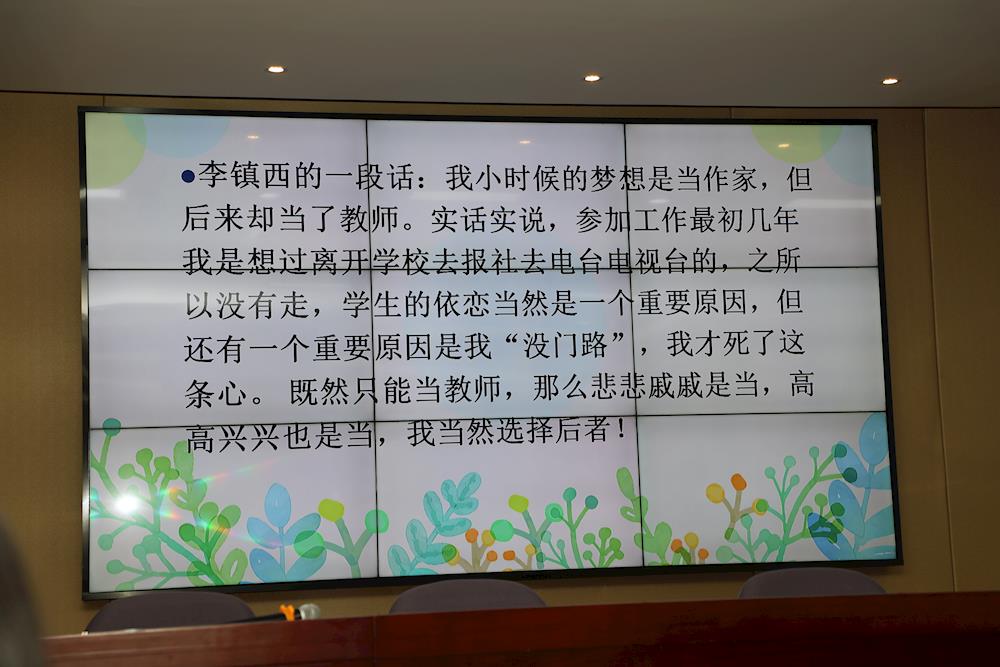 ●李镇西的一段话：我小时候的梦想是当作家，但
后来却当了教师。实话实说，参加工作最初几年
我是想过离开学校去报社去电台电视台的，之所
以没有走，学生的依恋当然是一个重要原因，但
还有一个重要原因是我“没门路”，我才死了这
条心。 既然只能当教师，那么悲悲戚戚是当，高
高兴兴也是当，我当然选择后者！